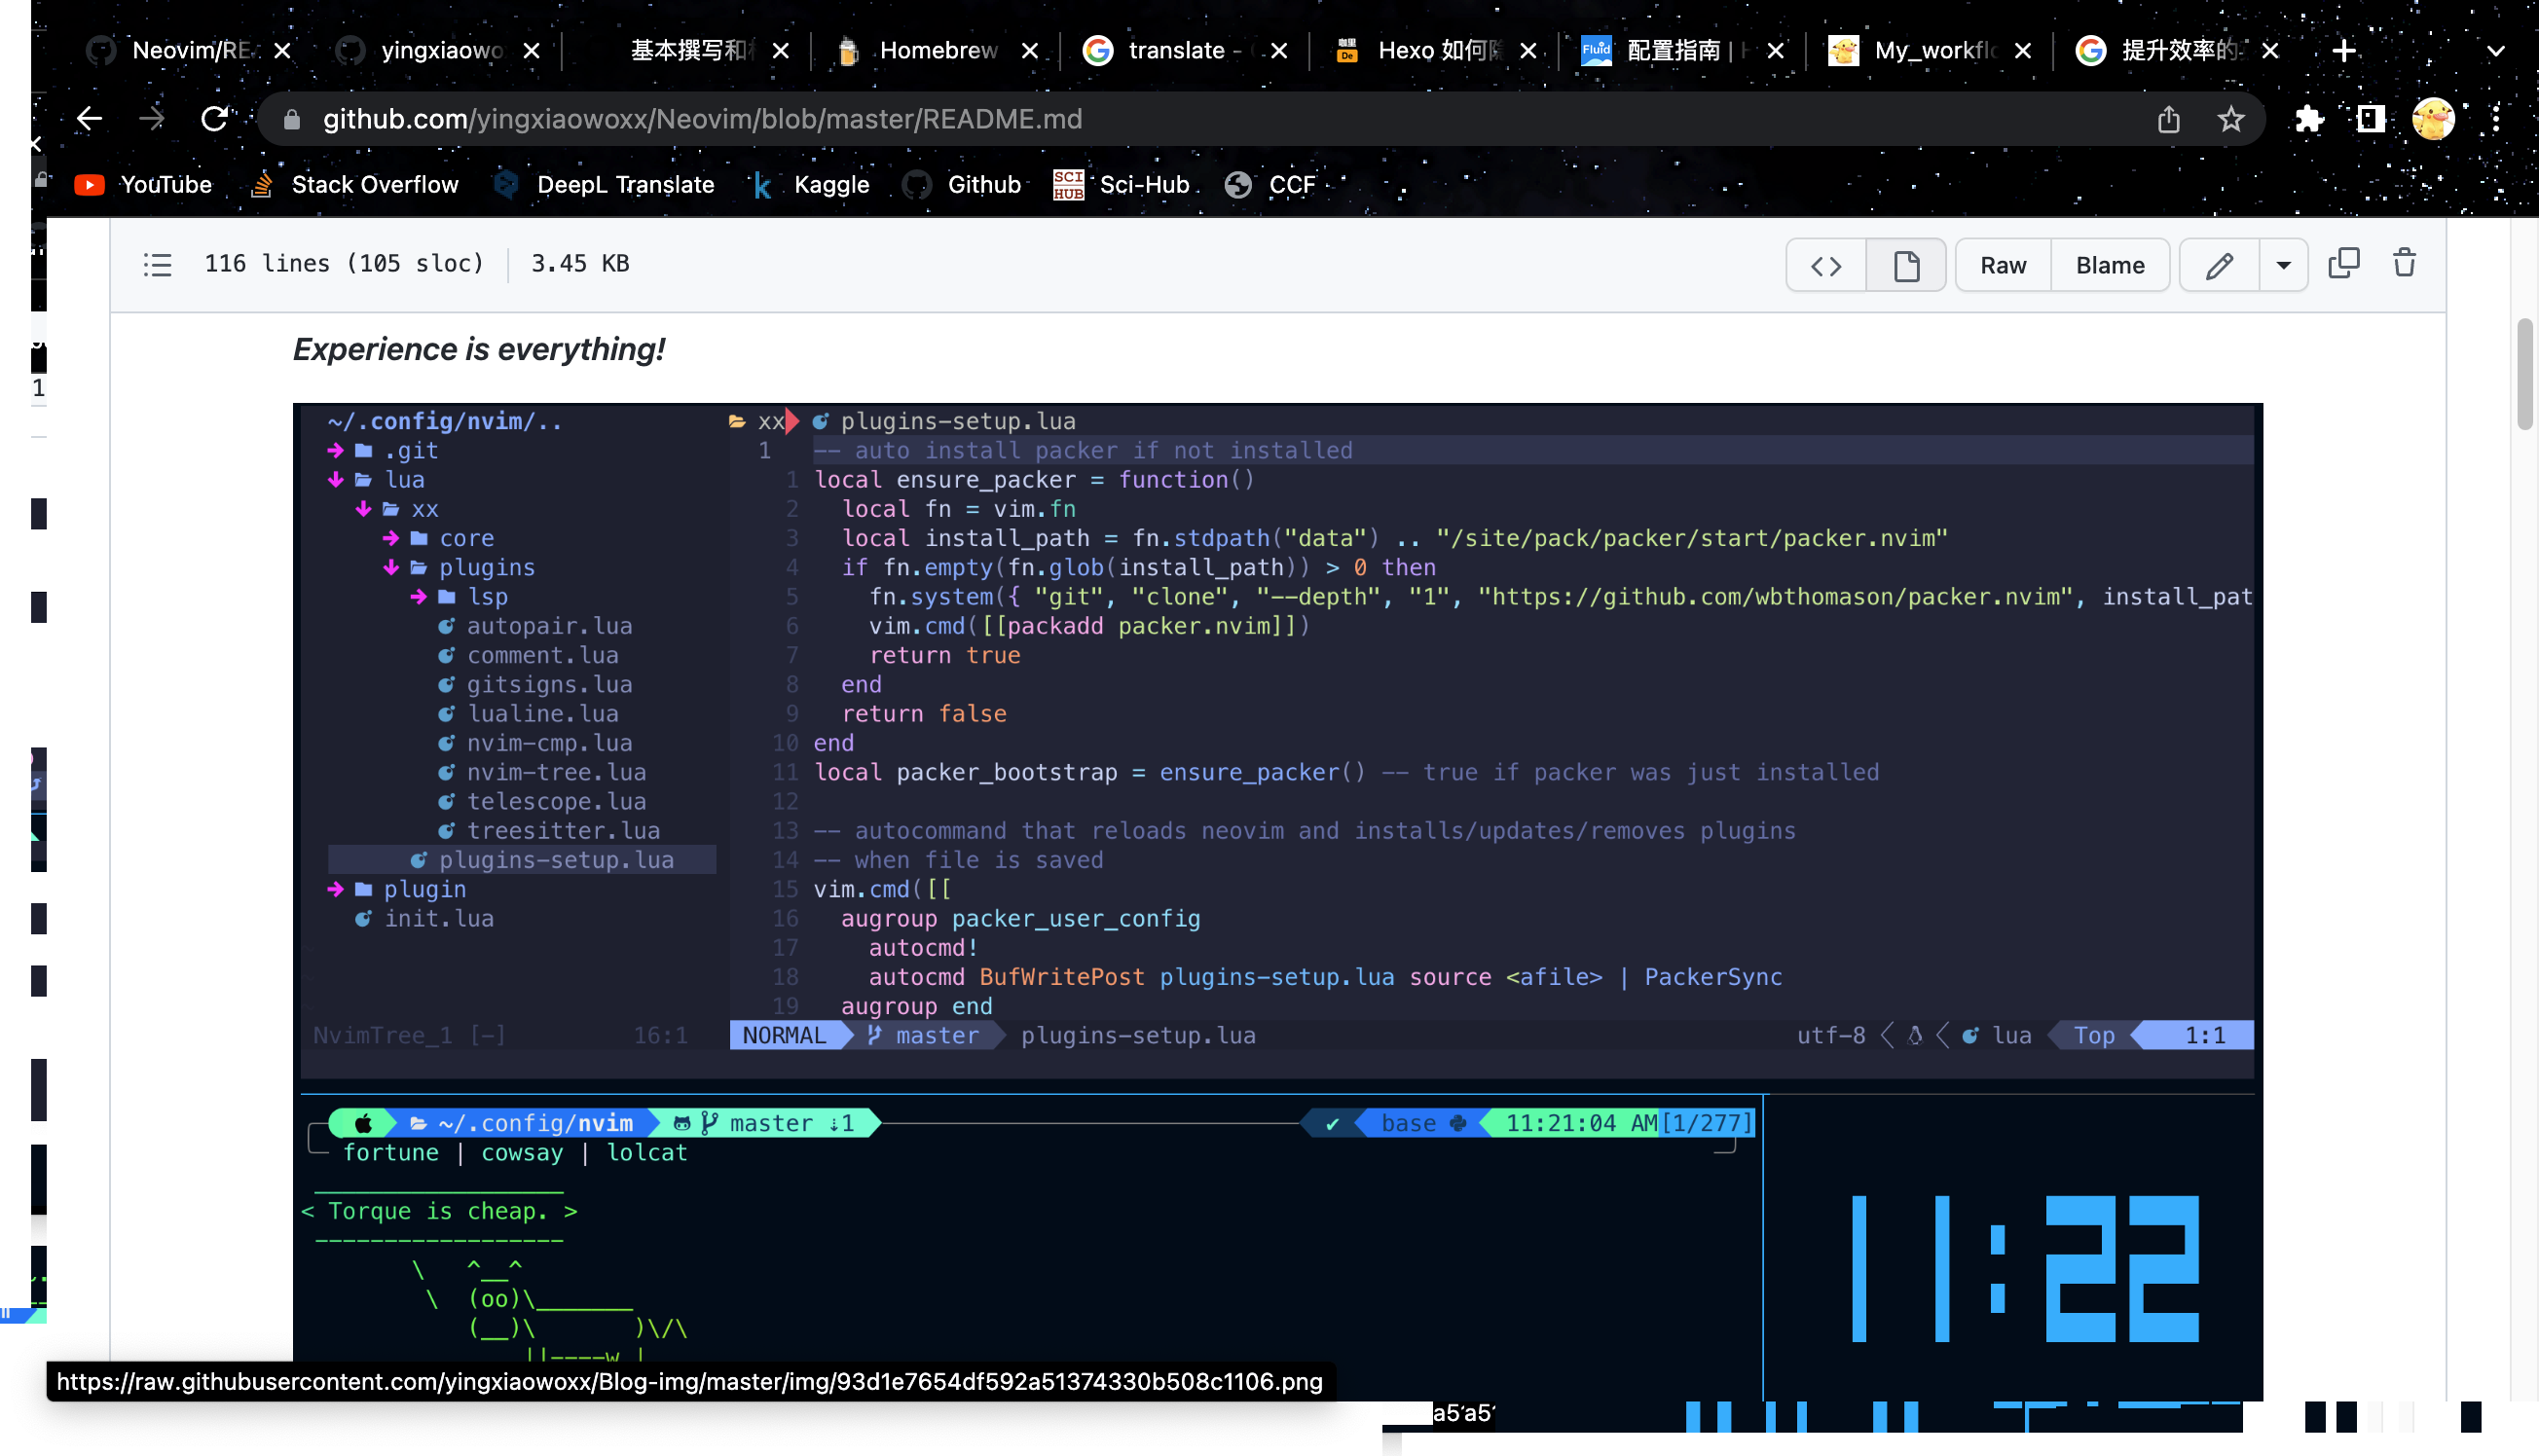 Neovim/RE
yingxiaowo
基本撰写和
Homebrew
translate -
Hexo 如何
配置指南 |
My_workflo
提升效率的
github.com/yingxiaowoxx/Neovim/blob/master/README.md
YouTube
Stack Overflow
DeepL Translate
Kaggle
Github
SCI HUB Sci-Hub
CCF
116 lines (105 sloc)
3.45 KB
Raw
Blame
Experience is everything!
~/.config/nvim/..
.git
lua
xx
core
plugins
lsp
autopair.lua
comment.lua
gitsigns.lua
lualine.lua
nvim-cmp.lua
nvim-tree.lua
telescope.lua
treesitter.lua
plugins-setup.lua
plugin
init.lua
NvimTree_1 [-] 16:1
xx plugins-setup.lua
1 -- auto install packer if not installed
1 local ensure_packer = function()
2 local fn = vim.fn
3 local install_path = fn.stdpath("data") .. "/site/pack/packer/start/packer.nvim"
4 if fn.empty(fn.glob(install_path)) > 0 then
5 fn.system({ "git", "clone", "--depth", "1", "https://github.com/wbthomason/packer.nvim", install_pat
6 vim.cmd([[packadd packer.nvim]])
7 return true
8 end
9 return false
10 end
11 local packer_bootstrap = ensure_packer() -- true if packer was just installed
12
13 -- autocommand that reloads neovim and installs/updates/removes plugins
14 -- when file is saved
15 vim.cmd([[
16 augroup packer_user_config
17 autocmd!
18 autocmd BufWritePost plugins-setup.lua source <afile> | PackerSync
19 augroup end
NORMAL master plugins-setup.lua utf-8 lua Top 1:1
~/.config/nvim master ↓1 ✔ base 11:21:04 AM[1/277]
fortune | cowsay | lolcat
__________________
< Torque is cheap. >
------------------
\   ^__^
\  (oo)\_______
(__)\       )\/\
||----w |
11:22
https://raw.githubusercontent.com/yingxiaowoxx/Blog-img/master/img/93d1e7654df592a51374330b508c1106.png